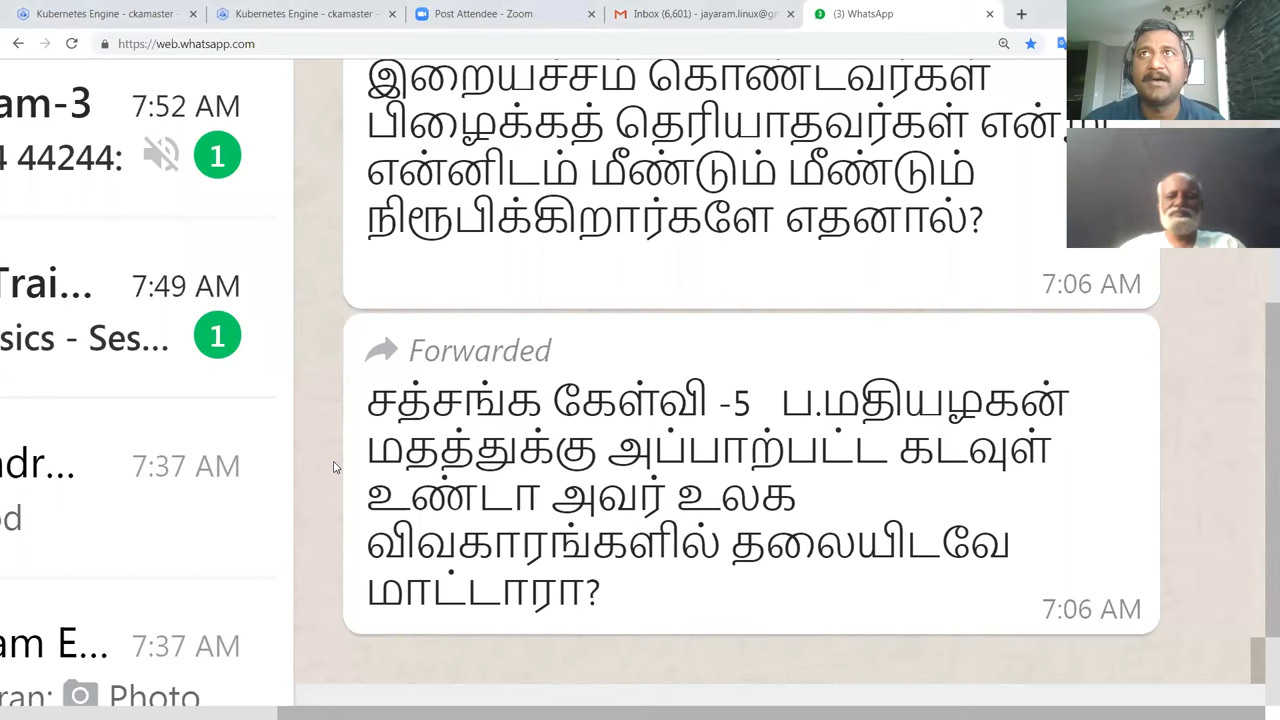 Kubernetes Engine - ckamaster
Kubernetes Engine - ckamaster
Post Attendee - Zoom
Inbox (6,601) - jayaram.linux@gr
(3) WhatsApp
https://web.whatsapp.com
am-3 7:52 AM
4 44244: 1
Trai... 7:49 AM
sics - Ses... 1
ndr... 7:37 AM
od
am E... 7:37 AM
ran: Photo
இறையச்சம் கொண்டவர்கள்
பிழைக்கத் தெரியாதவர்கள்
என்னிடம் மீண்டும் மீண்டும்
நிரூபிக்கிறார்களே எதனால்?
7:06 AM
Forwarded
சத்சங்க கேள்வி -5 ப.மதியழகன்
மதத்துக்கு அப்பாற்பட்ட கடவுள்
உண்டா அவர் உலக
விவகாரங்களில் தலையிடவே
மாட்டாரா?
7:06 AM